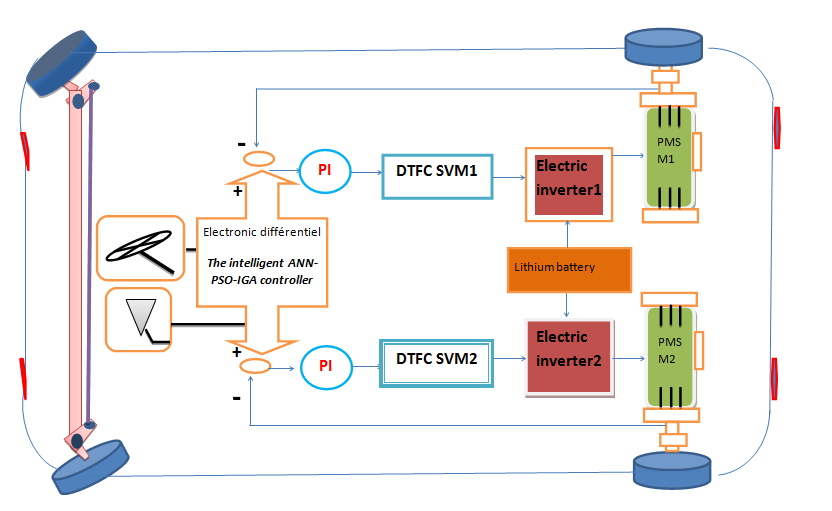 -
PI
DTFC SVM1
Electric
inverter1
PMS
M1
+
Electronic différentiel
The intelligent ANN-
PSO-IGA controller
Lithium battery
+
PI
DTFC SVM2
Electric
inverter2
PMS
M2
-